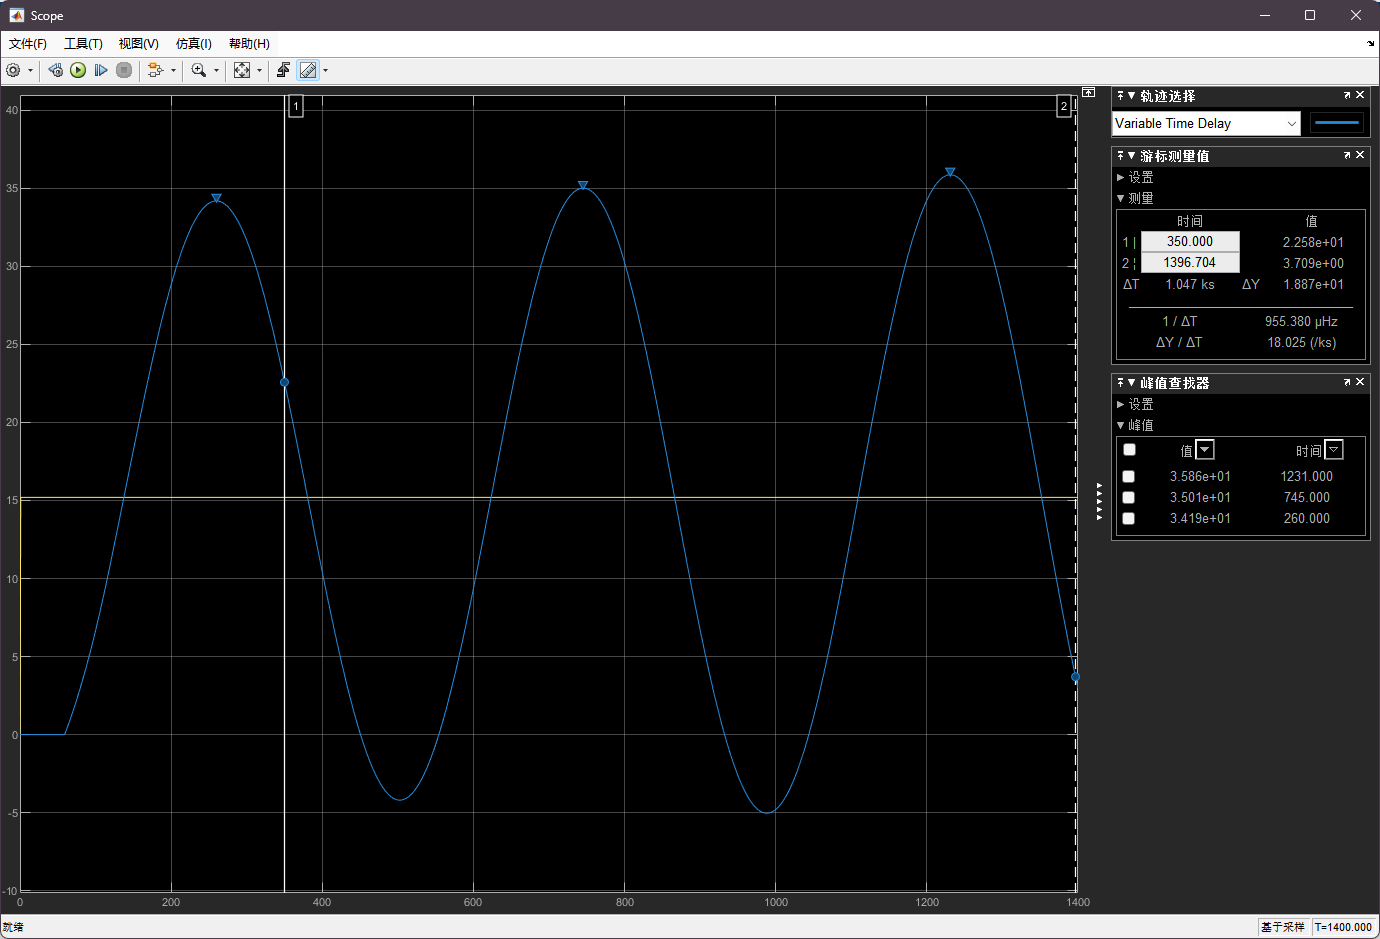 Scope
文件(F) 工具(T) 视图(V) 仿真(I) 帮助(H)
40
35
30
25
20
15
10
5
0
-5
-10
0 200 400 600 800 1000 1200 1400
1
2
轨迹选择
Variable Time Delay
游标测量值
设置
测量
时间 值
1 350.000 2.258e+01
2 1396.704 3.709e+00
ΔT 1.047 ks ΔY 1.887e+01
1 / ΔT 955.380 µHz
ΔY / ΔT 18.025 (/ks)
峰值查找器
设置
峰值
值 时间
3.586e+01 1231.000
3.501e+01 745.000
3.419e+01 260.000
就绪
基于采样 T=1400.000